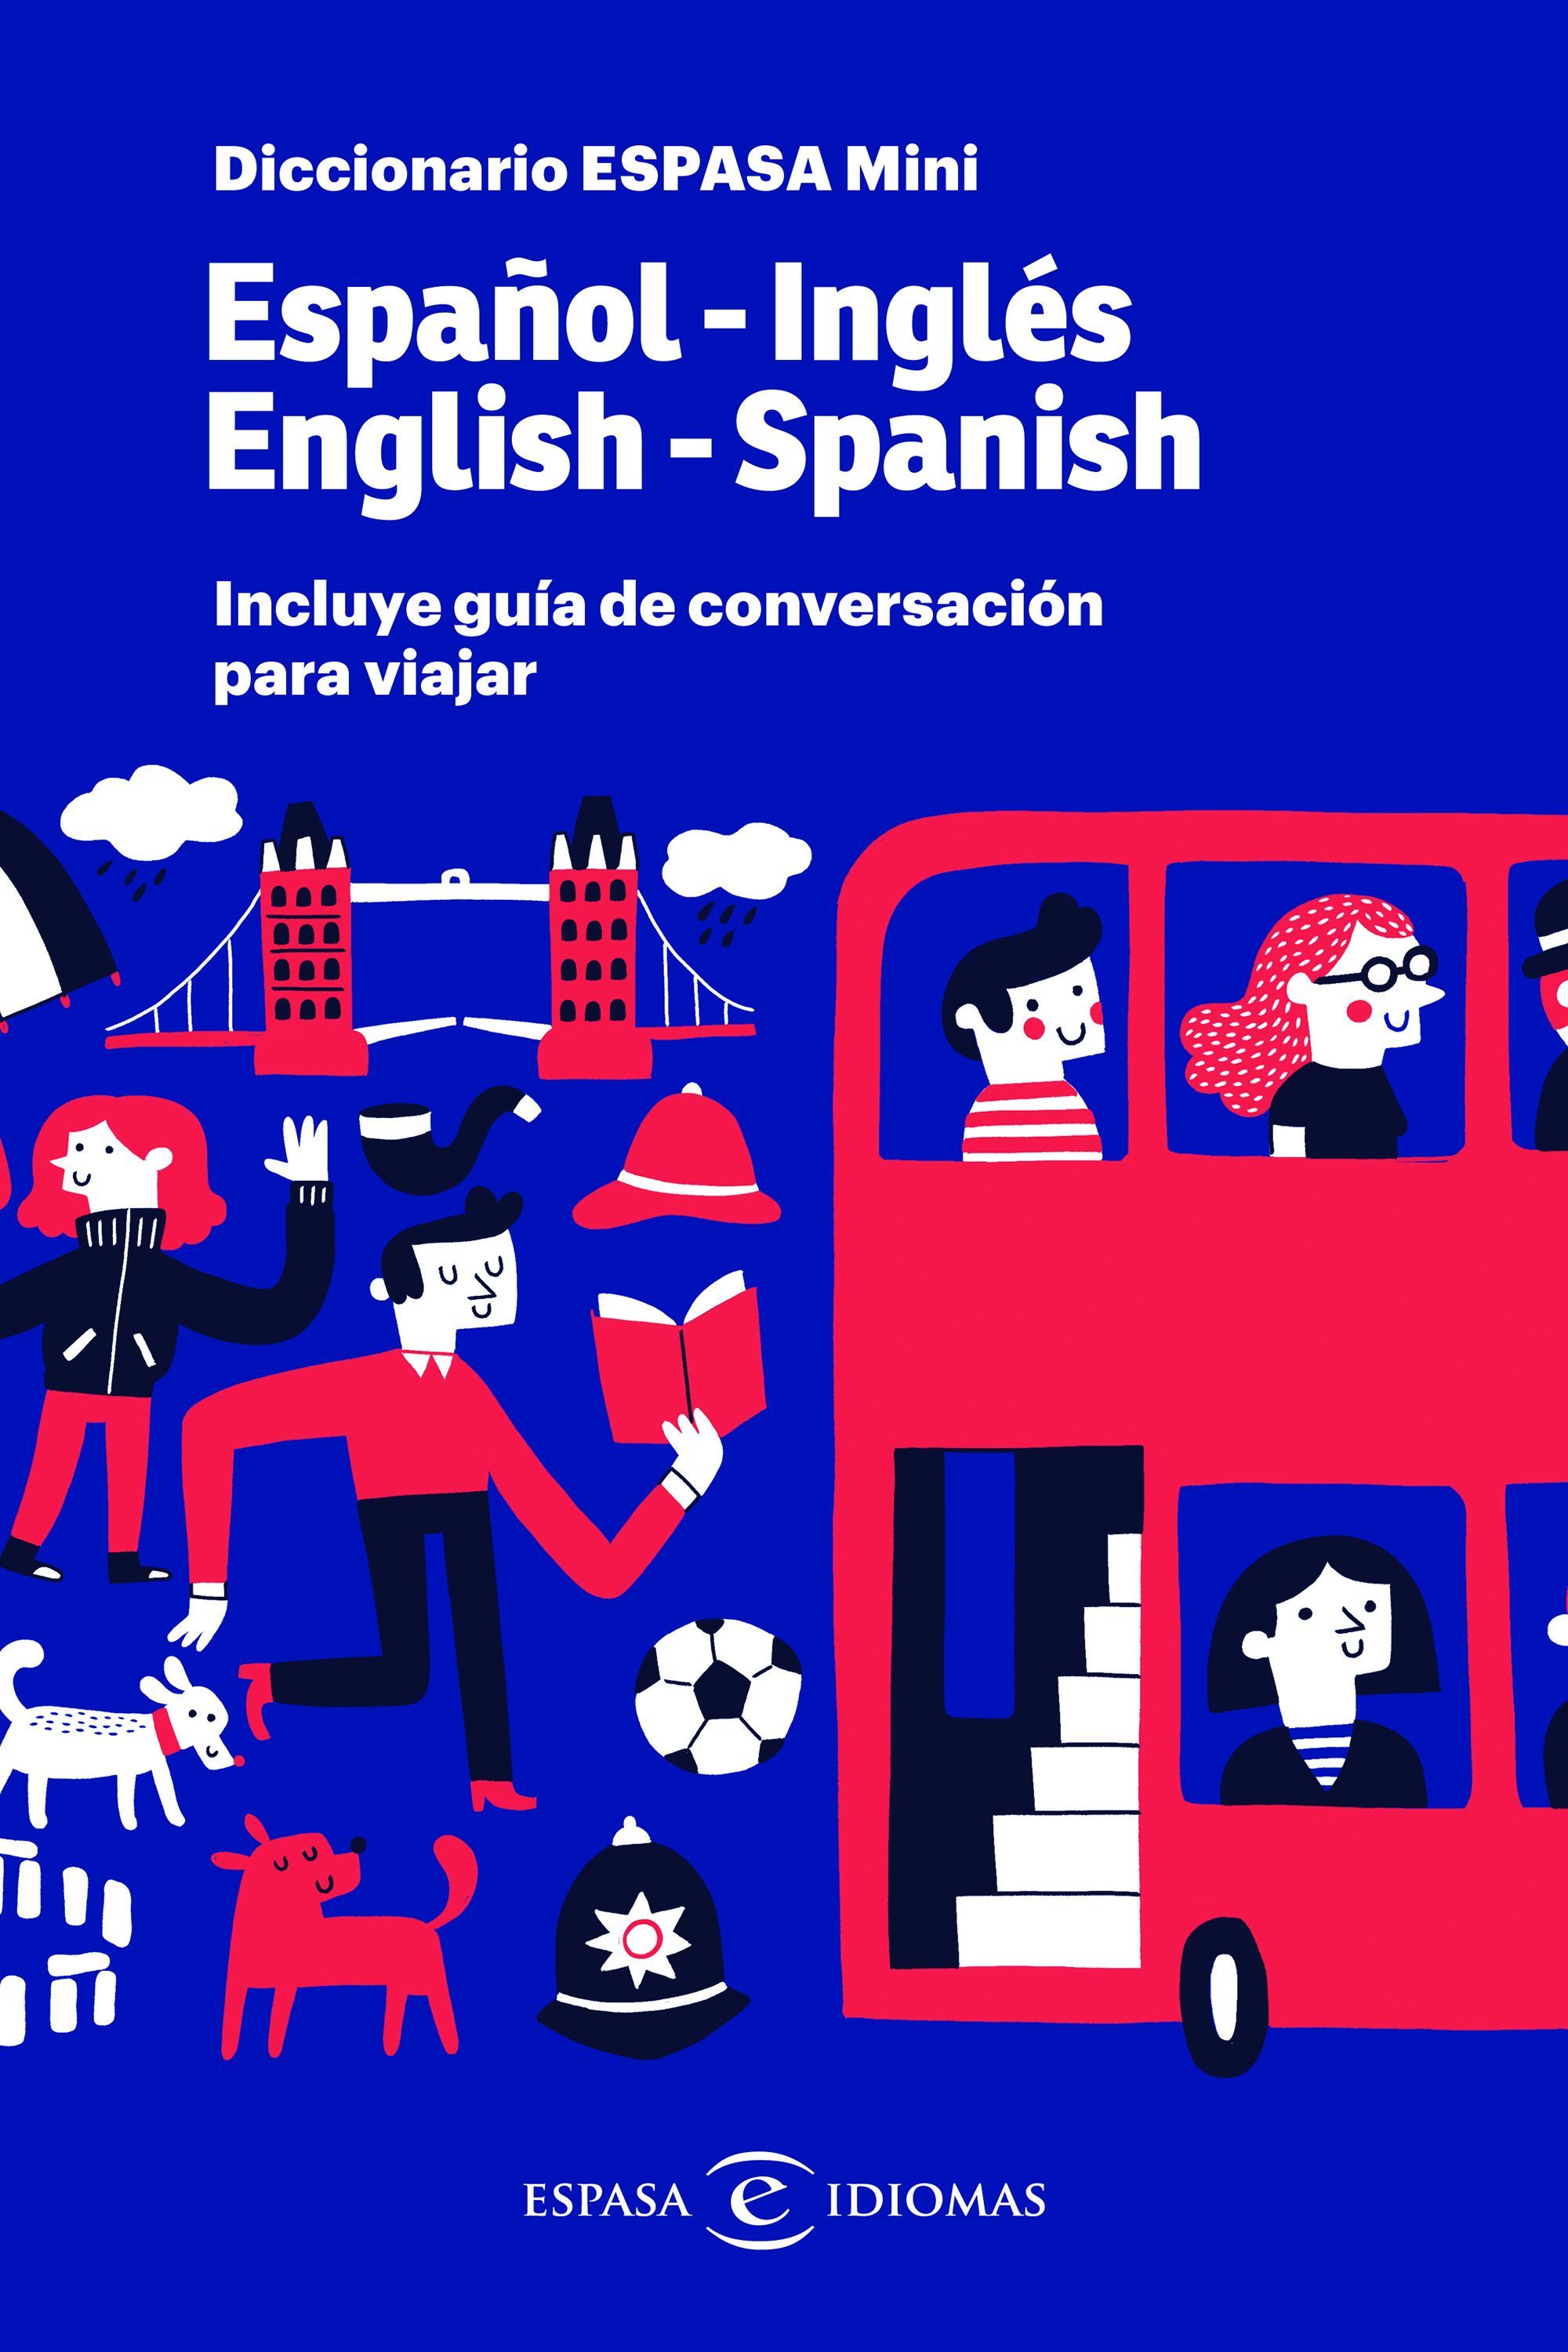 Diccionario ESPASA Mini
Español - Inglés
English - Spanish
Incluye guía de conversación
para viajar
ESPASA e IDIOMAS